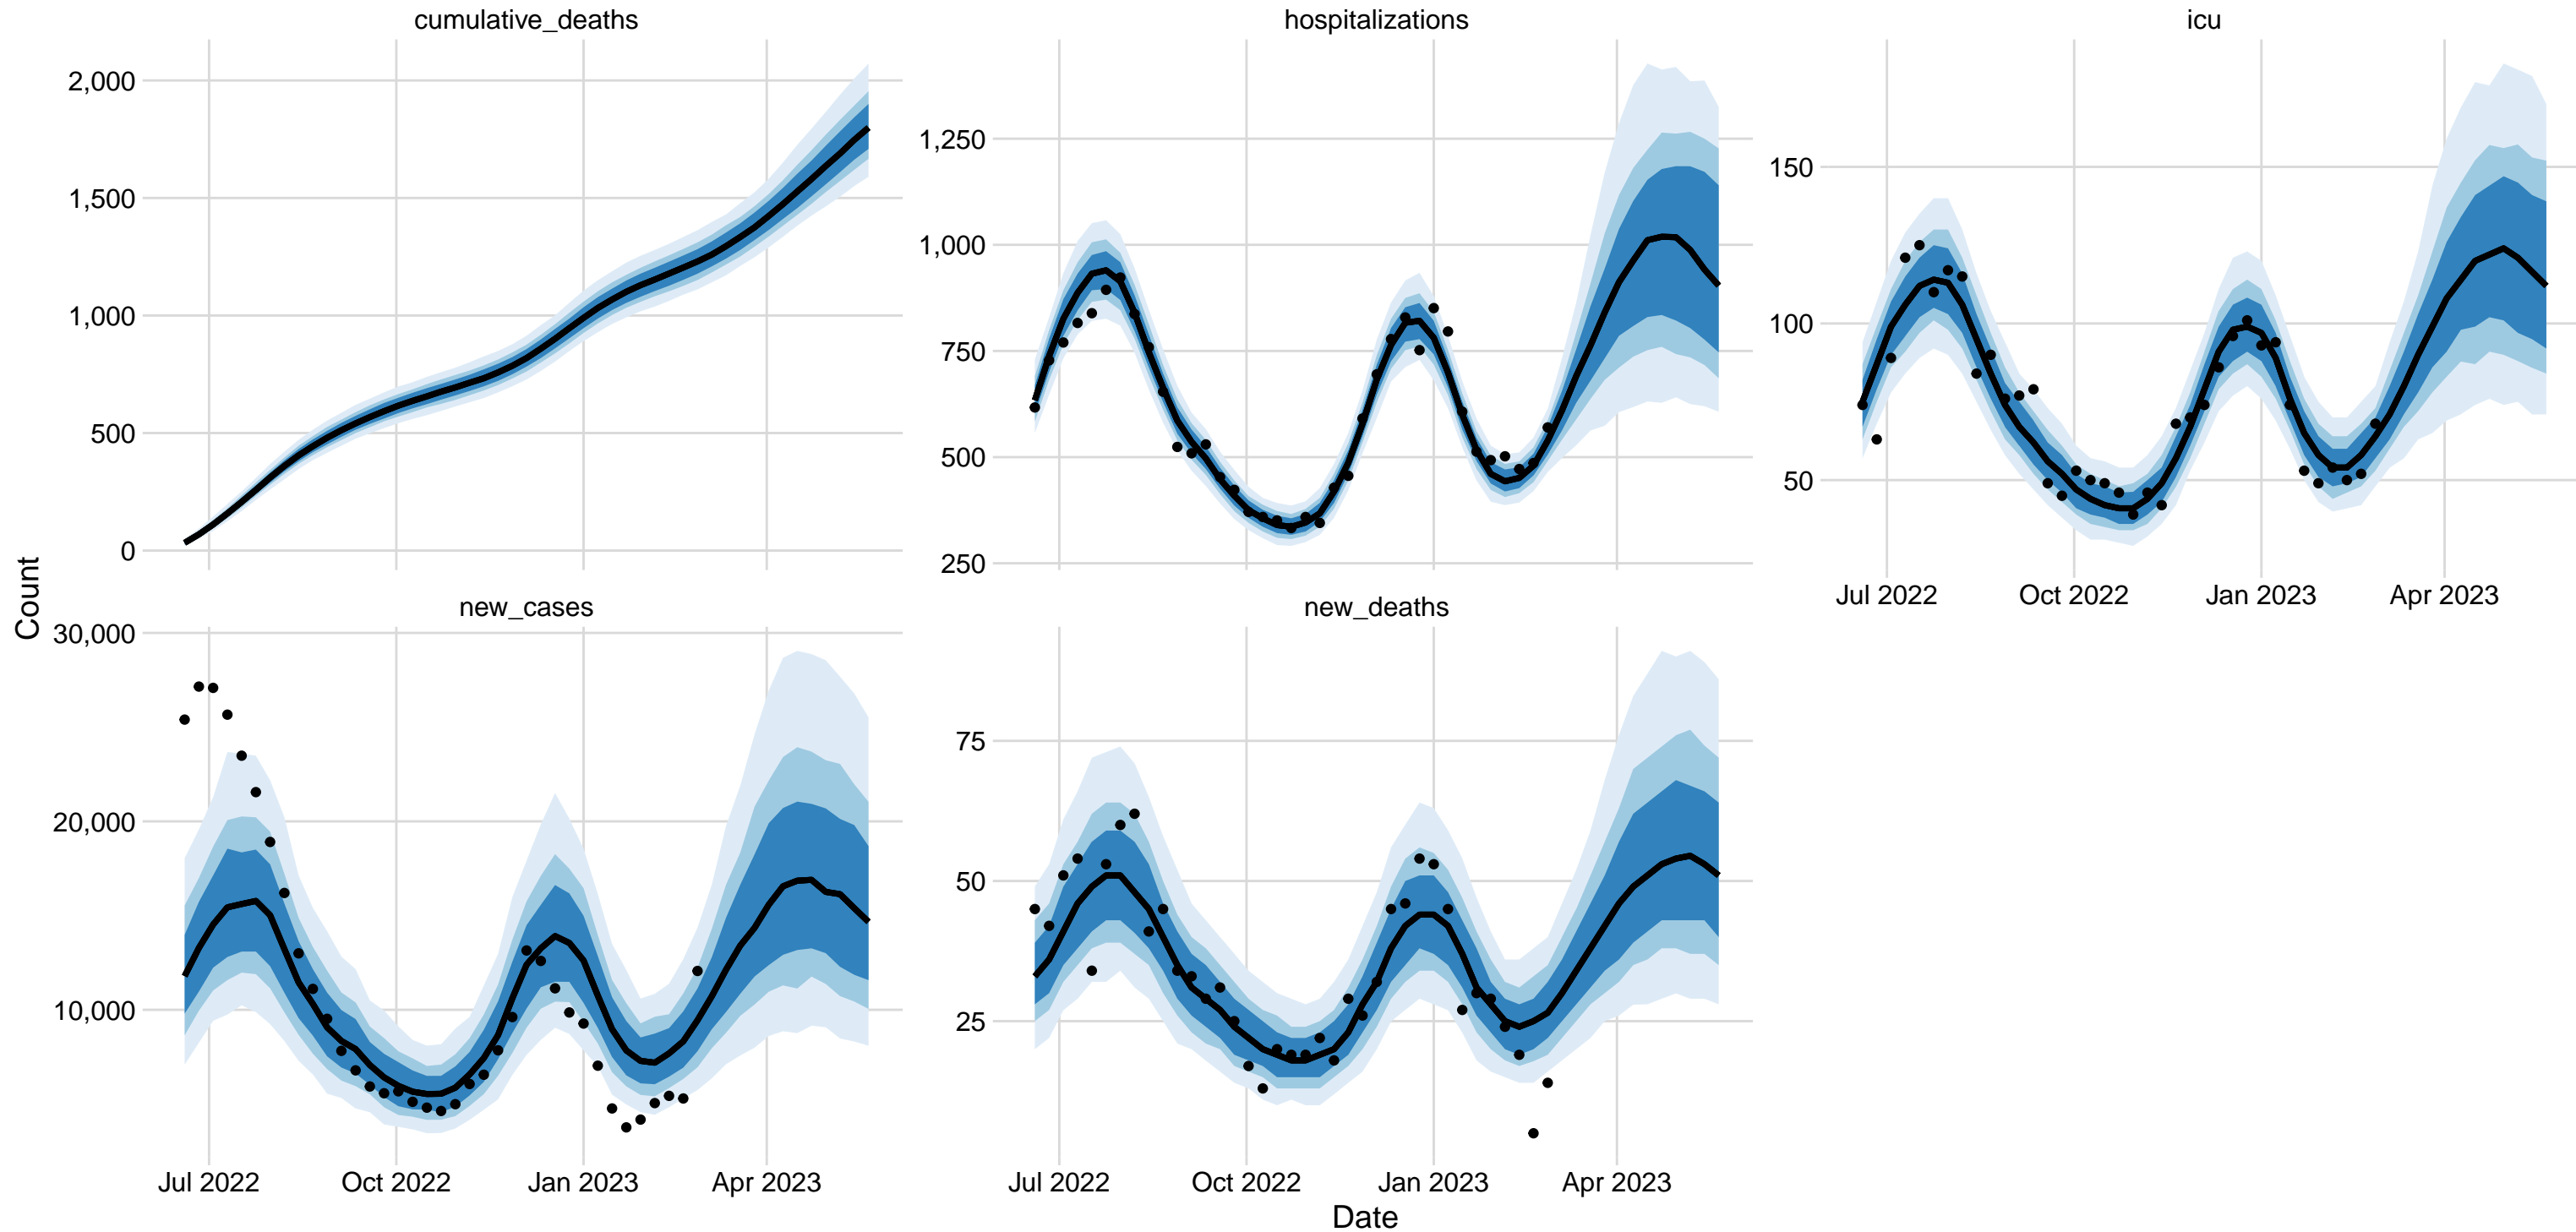 cumulative_deaths
hospitalizations
icu
2,000
1,500
1,000
500
0
1,250
1,000
750
500
250
150
100
50
Jul 2022
Oct 2022
Jan 2023
Apr 2023
Count
new_cases
new_deaths
30,000
20,000
10,000
75
50
25
Jul 2022
Oct 2022
Jan 2023
Apr 2023
Jul 2022
Oct 2022
Jan 2023
Apr 2023
Date